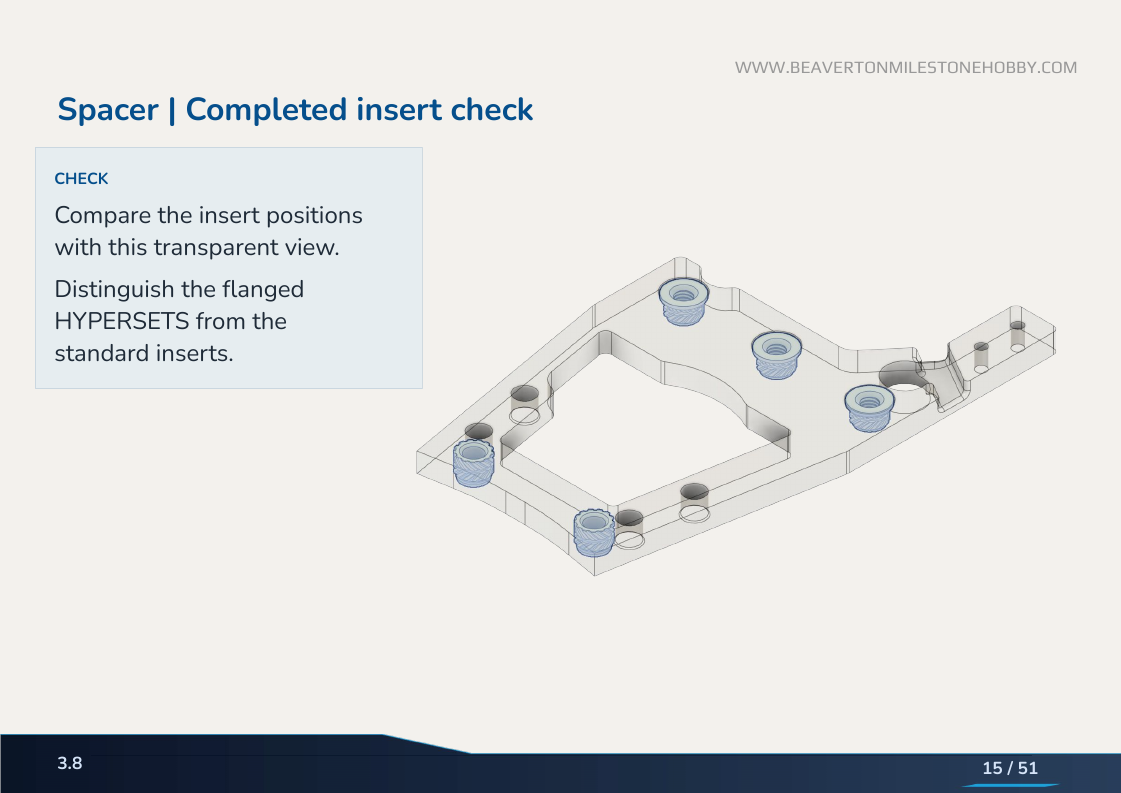 WWW.BEAVERTONMILESTONEHOBBY.COM
Spacer | Completed insert check
CHECK
Compare the insert positions
with this transparent view.
Distinguish the flanged
HYPERSETS from the
standard inserts.
3.8
15 / 51